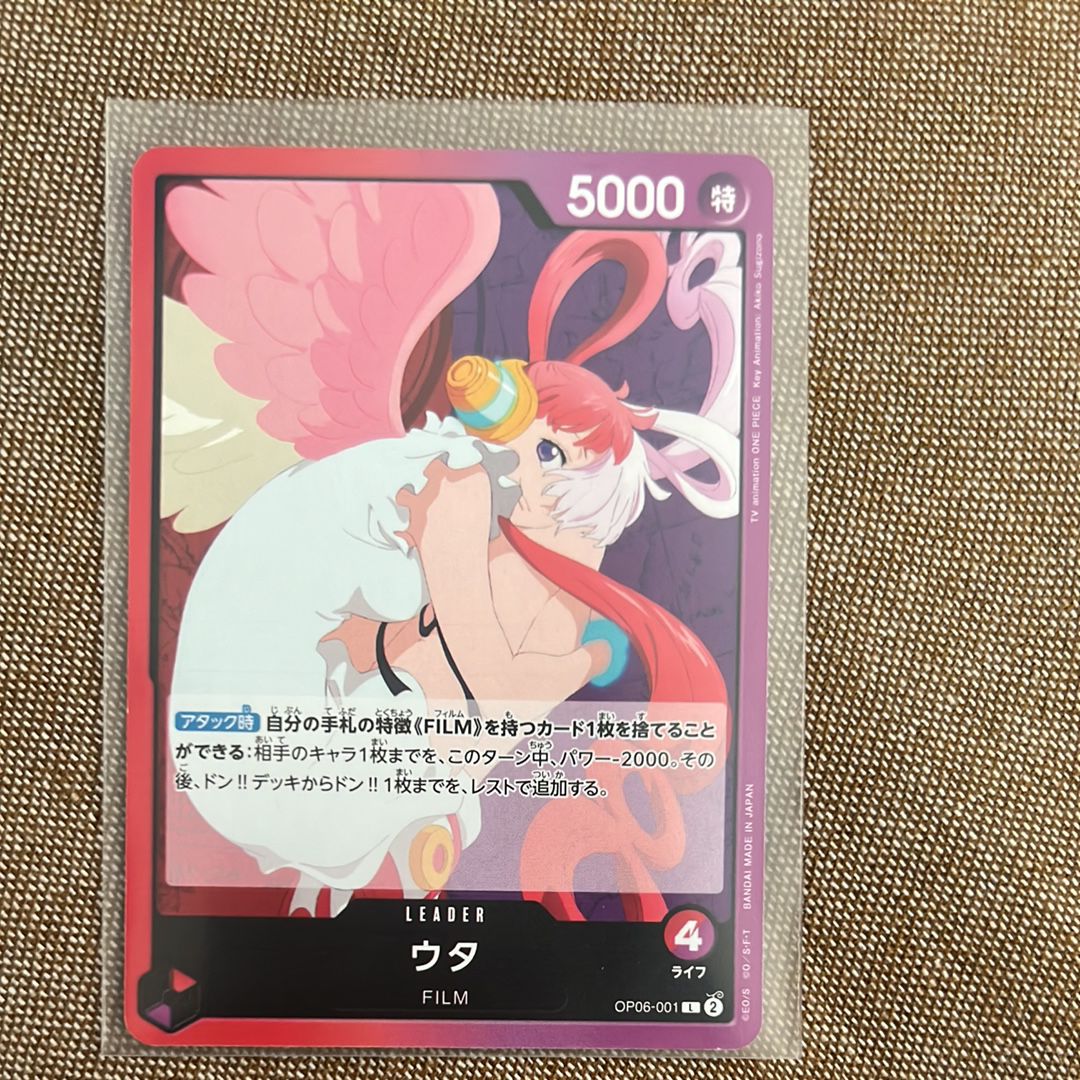 5000 特
TV animation ONE PIECE Key Animation: Akiko Sugizono
アタック時 自分の手札の特徴《FILM》を持つカード1枚を捨てること
ができる:相手のキャラ1枚までを、このターン中、パワー-2000。その
後、ドン!!デッキからドン!!1枚までを、レストで追加する。
LEADER
ウタ
FILM
4
ライフ
OP06-001 L 2
©EO/S ©O/S·F·T BANDAI MADE IN JAPAN